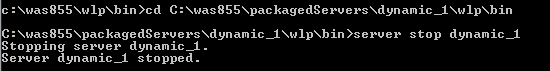 c:\was855\wlp\bin>cd C:\was855\packagedServers\dynamic_1\wlp\bin
C:\was855\packagedServers\dynamic_1\wlp\bin>server stop dynamic_1
Stopping server dynamic_1.
Server dynamic_1 stopped.